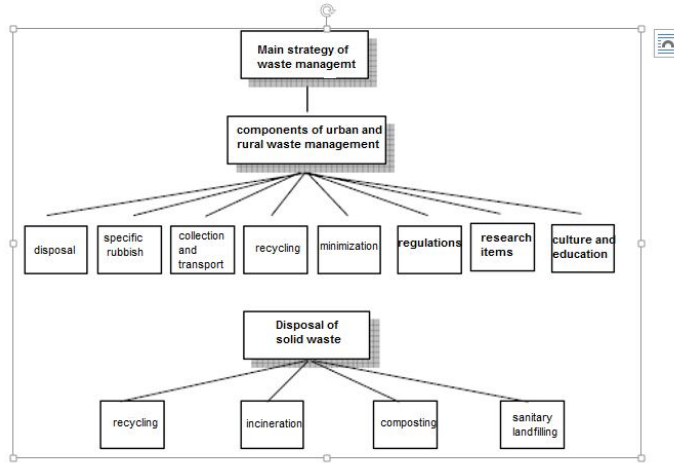 Main strategy of
waste managemt
components of urban and
rural waste management
disposal
specific
rubbish
collection
and
transport
recycling
minimization
regulations
research
items
culture and
education
Disposal of
solid waste
recycling
incineration
composting
sanitary
landfilling